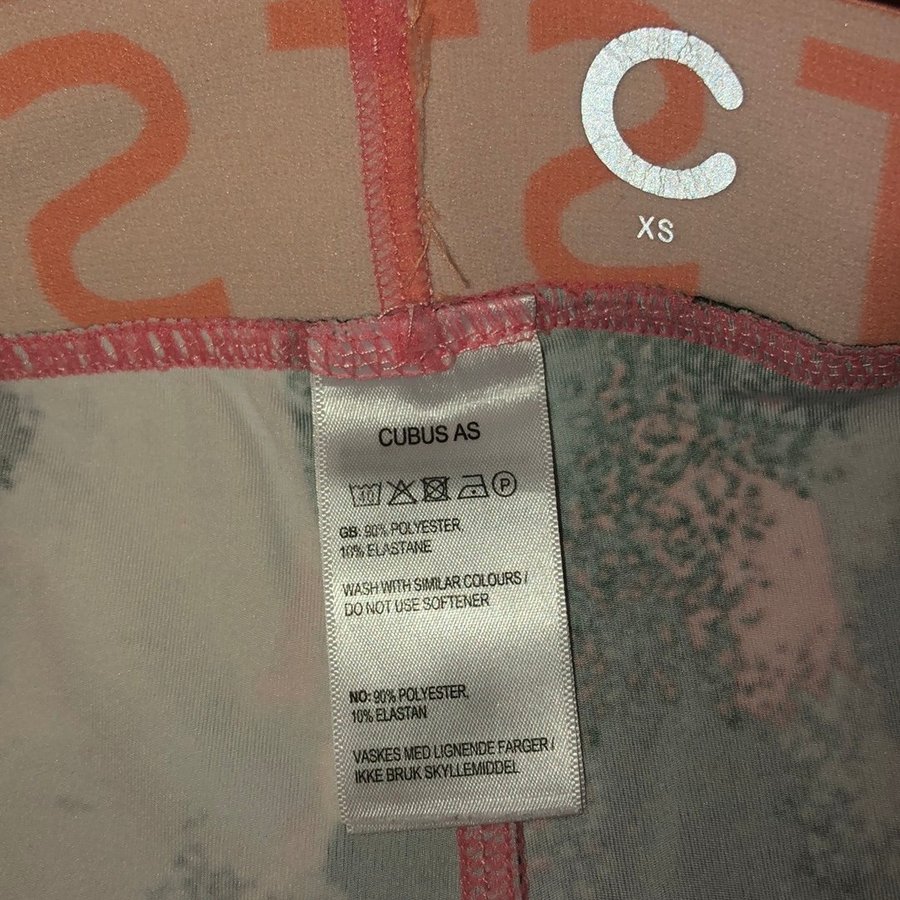 XS
CUBUS AS
30 P
GB: 90% POLYESTER,
10% ELASTANE
WASH WITH SIMILAR COLOURS /
DO NOT USE SOFTENER
NO: 90% POLYESTER,
10% ELASTAN
VASKES MED LIGNENDE FARGER /
IKKE BRUK SKYLLEMIDDEL